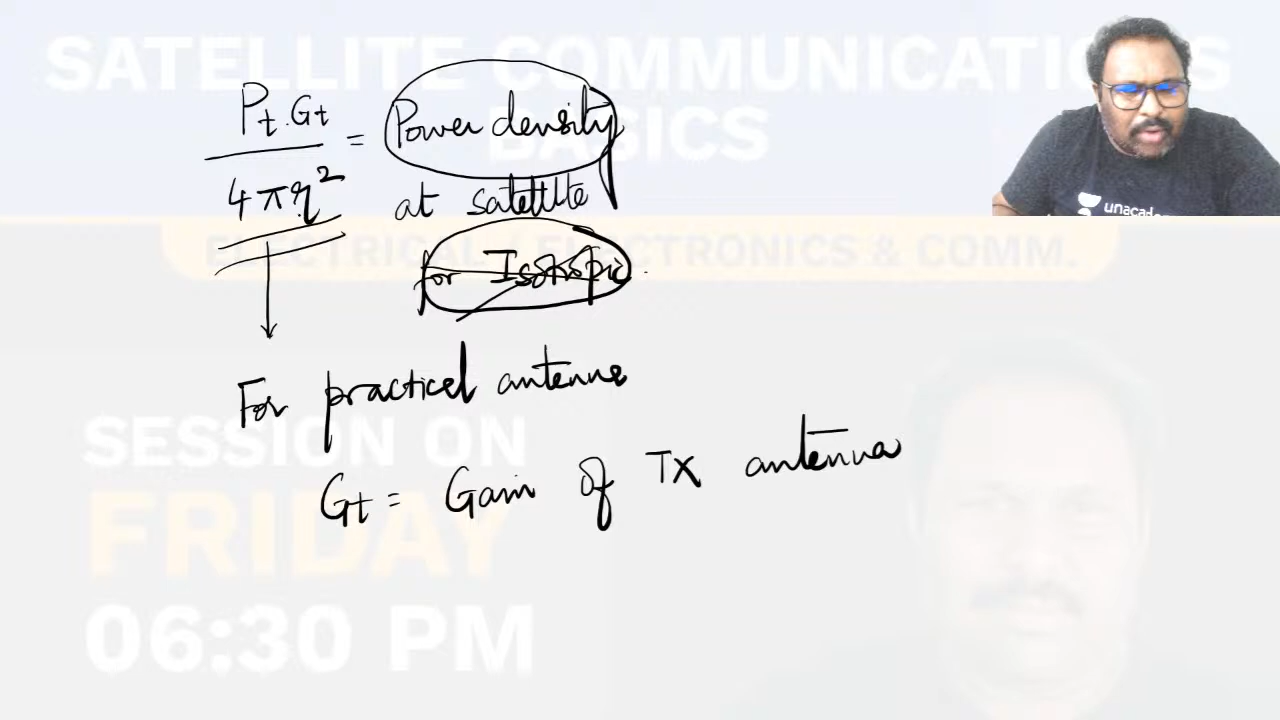 SATELLITE COMMUNICATIONS
BASICS
ELECTRICAL / ELECTRONICS & COMM.
Pt.Gt
4πr² = Power density
at satellite
for Isotropic
For practical antenna
Gt = Gain of TX antenna
SESSION ON
FRIDAY
06:30 PM
unacade